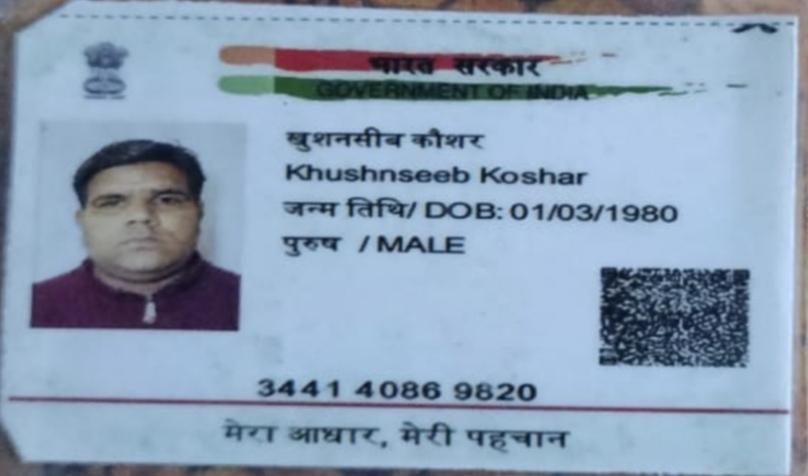 भारत सरकार
GOVERNMENT OF INDIA
खुशनसीब कौशर
Khushnseeb Koshar
जन्म तिथि/ DOB: 01/03/1980
पुरुष / MALE
3441 4086 9820
मेरा आधार, मेरी पहचान